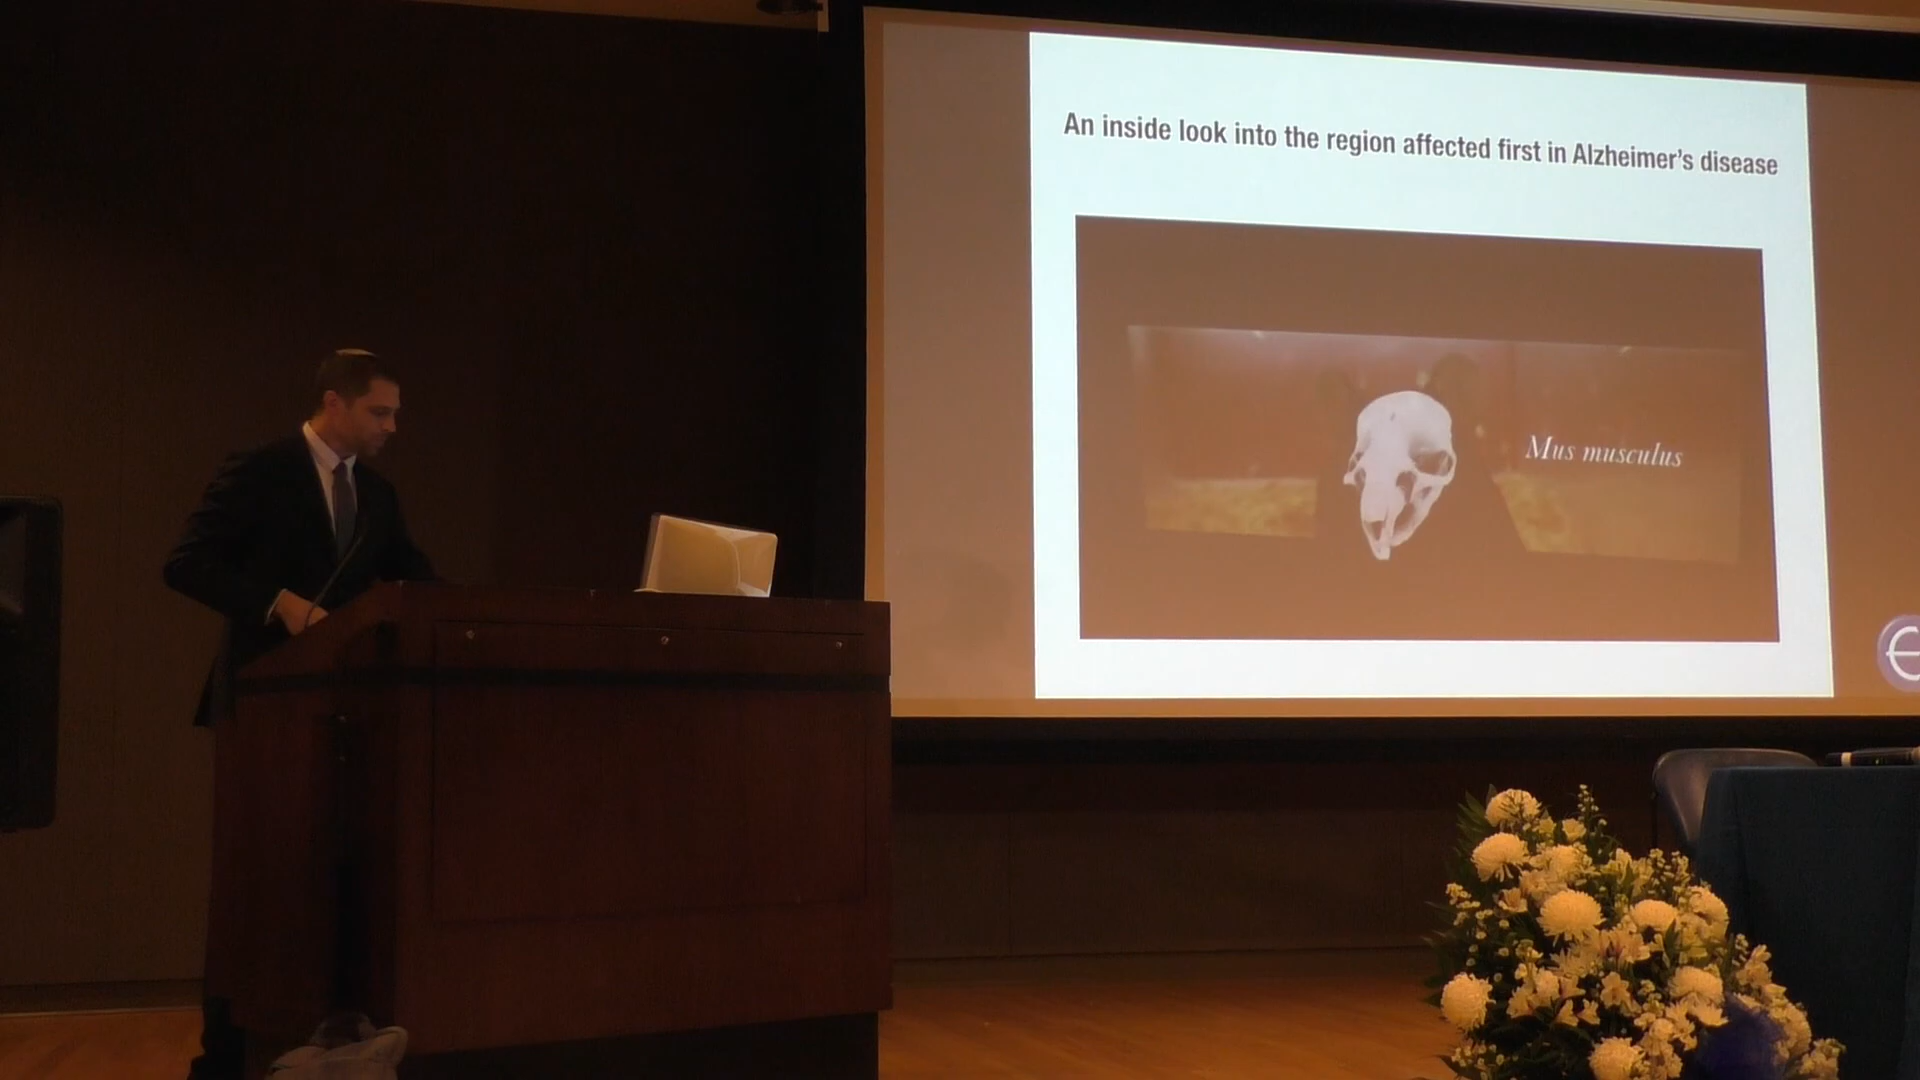 An inside look into the region affected first in Alzheimer's disease
Mus musculus